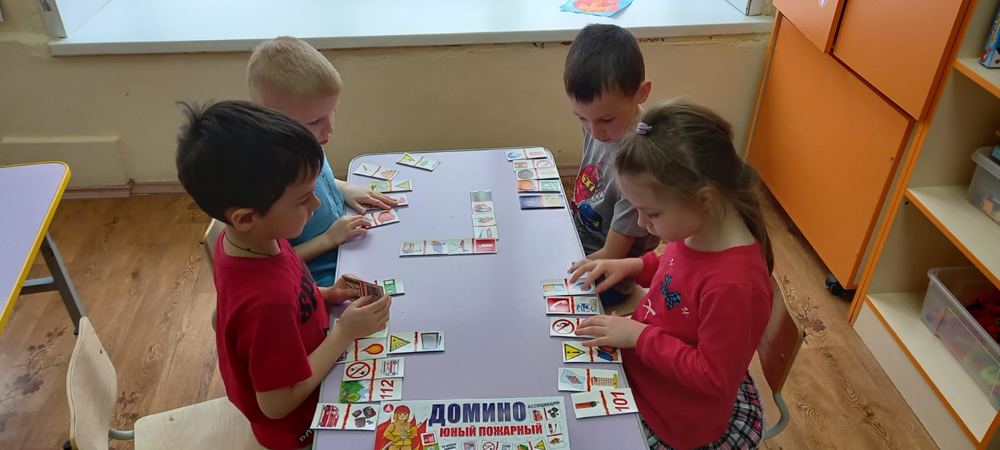 112
101
ДОМИНО
АССОЦИАЦИИ
ЮНЫЙ ПОЖАРНЫЙ